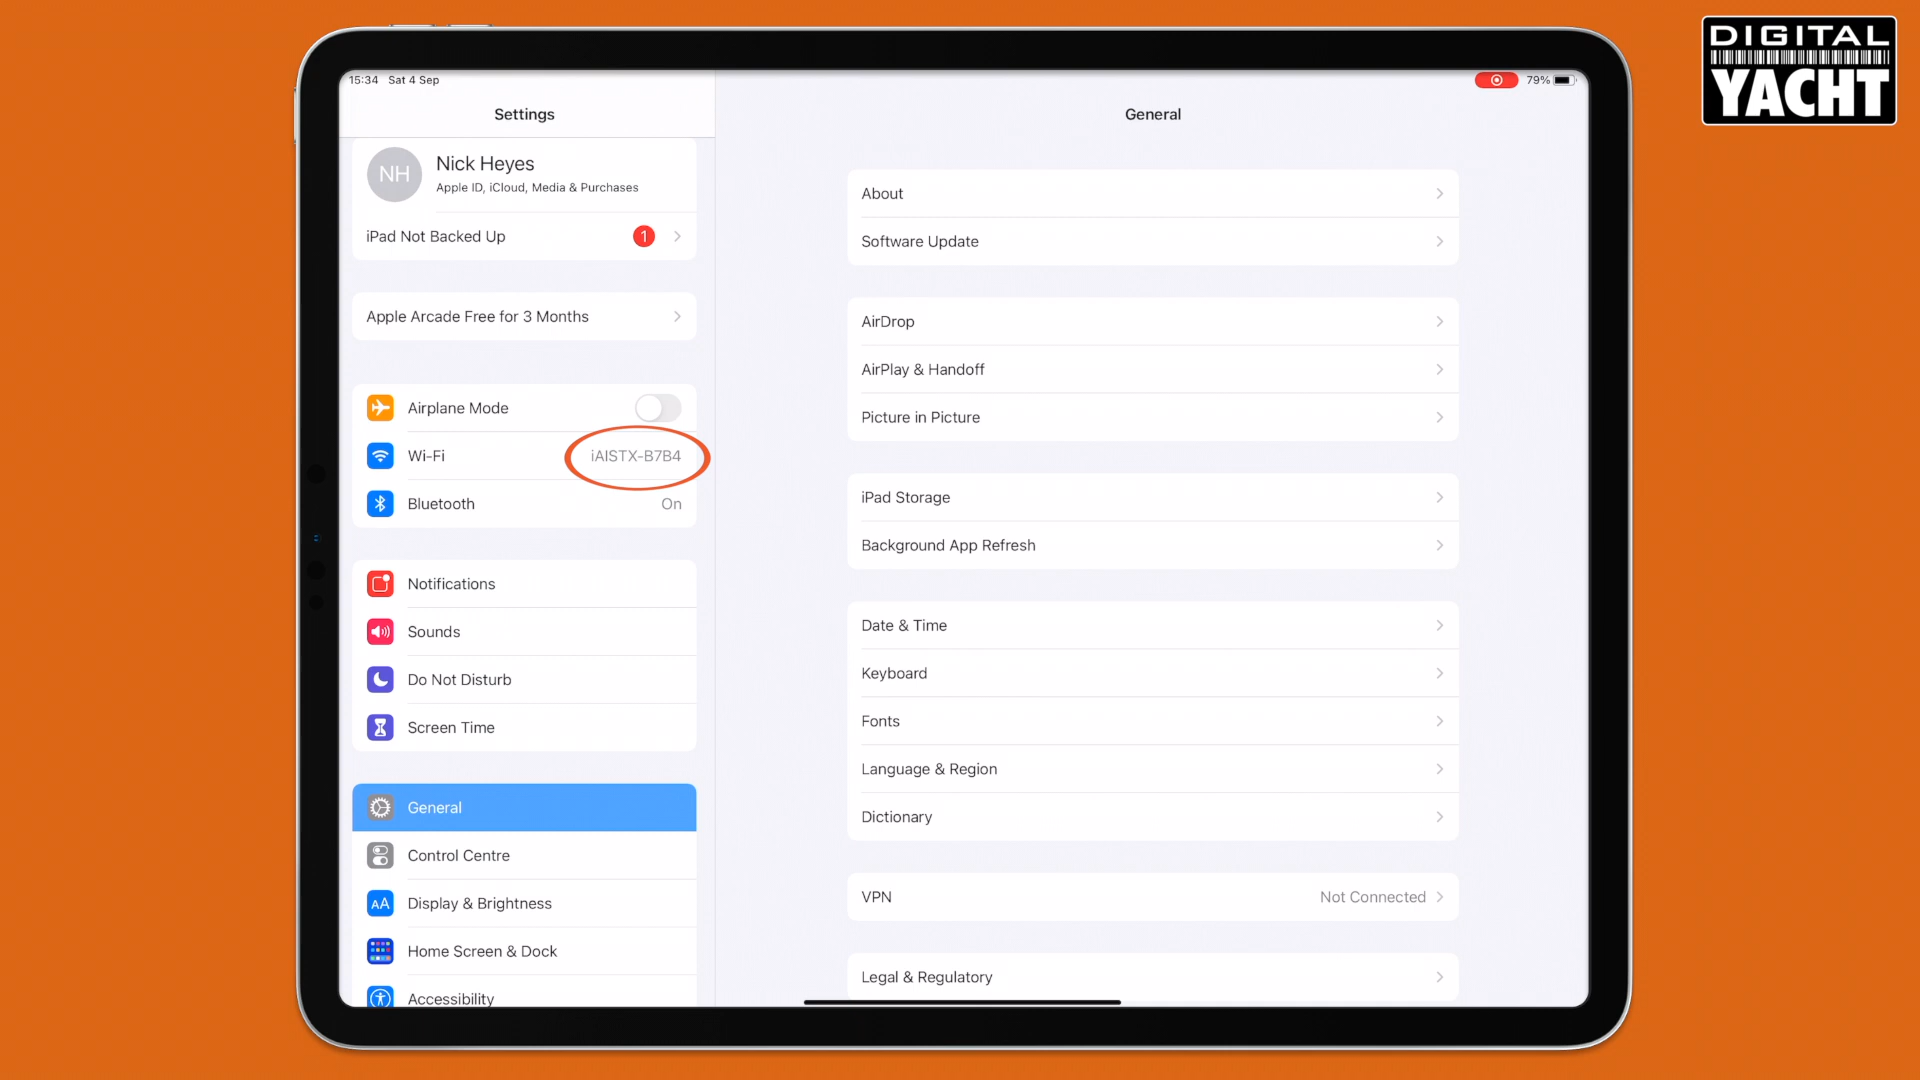 DIGITAL
YACHT
15:34 Sat 4 Sep
79%
Settings
General
NH
Nick Heyes
Apple ID, iCloud, Media & Purchases
iPad Not Backed Up 1
Apple Arcade Free for 3 Months
Airplane Mode
Wi-Fi iAISTX-B7B4
Bluetooth On
Notifications
Sounds
Do Not Disturb
Screen Time
General
Control Centre
AA Display & Brightness
Home Screen & Dock
Accessibility
About
Software Update
AirDrop
AirPlay & Handoff
Picture in Picture
iPad Storage
Background App Refresh
Date & Time
Keyboard
Fonts
Language & Region
Dictionary
VPN Not Connected
Legal & Regulatory